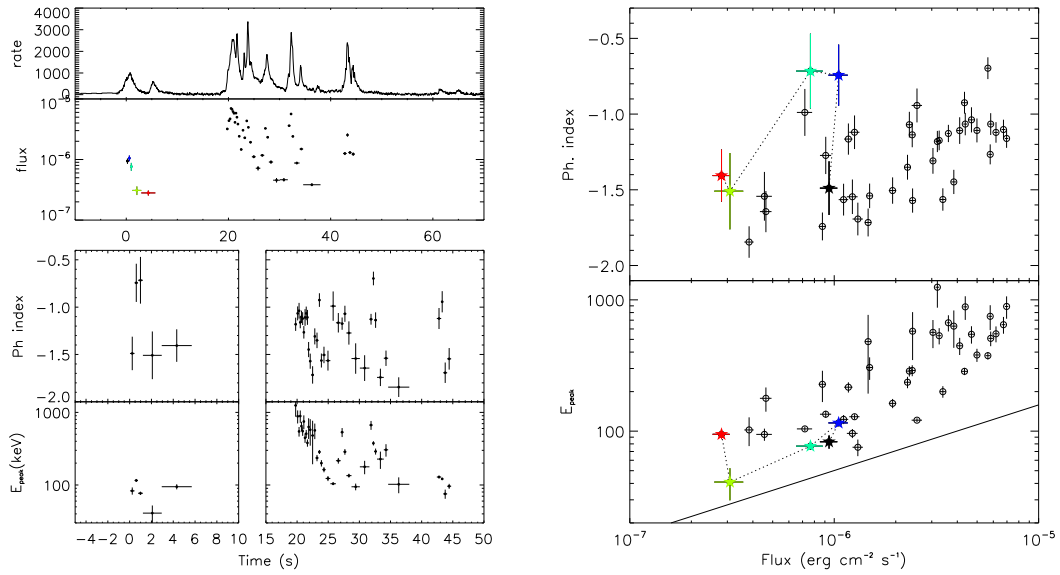 4000
3000
2000
1000
0
rate
10⁻⁵
10⁻⁶
10⁻⁷
flux
0 20 40 60
-0.5
-1.0
-1.5
-2.0
Ph index
1000
100
E_peak(keV)
-4 -2 0 2 4 6 8 10
15 20 25 30 35 40 45 50
Time (s)
-0.5
-1.0
-1.5
-2.0
Ph. index
1000
100
E_peak
10⁻⁷ 10⁻⁶ 10⁻⁵
Flux (erg cm⁻² s⁻¹)